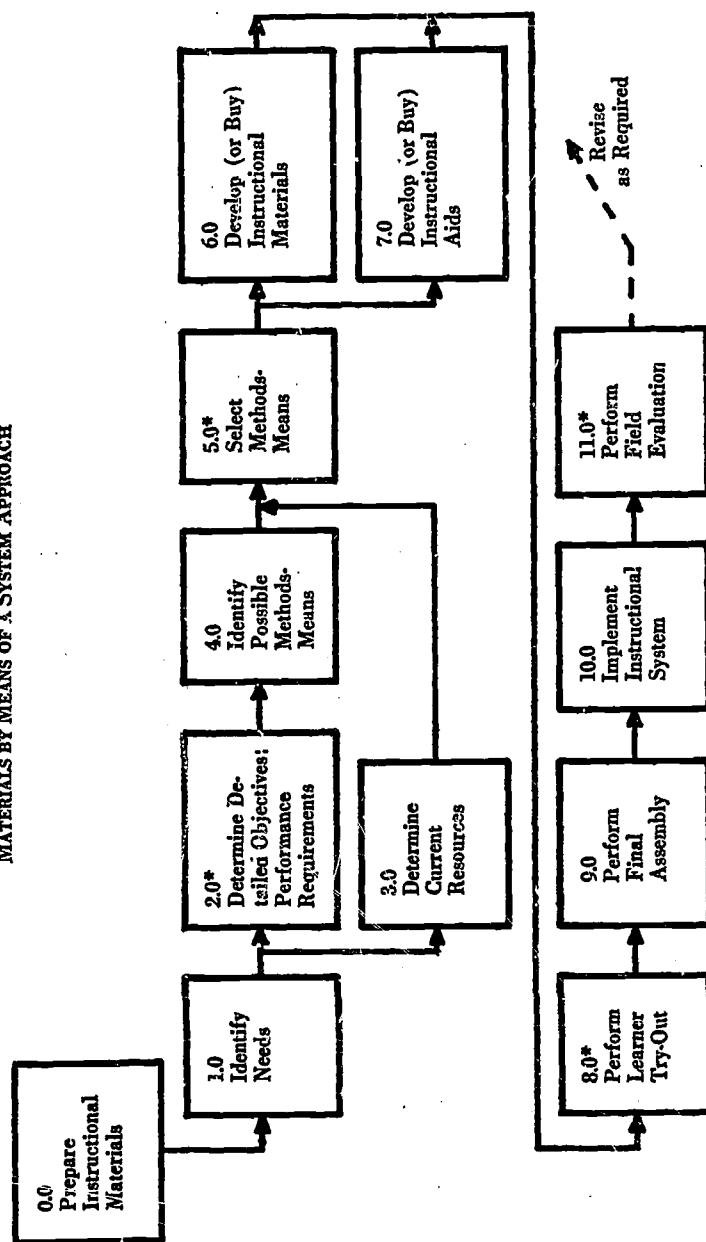 MATERIALS BY MEANS OF A SYSTEM APPROACH
0.0
Prepare
Instructional
Materials
1.0
Identify
Needs
2.0*
Determine De-
tailed Objectives:
Performance
Requirements
3.0
Determine
Current
Resources
4.0
Identify
Possible
Methods-
Means
5.0*
Select
Methods-
Means
6.0
Develop (or Buy)
Instructional
Materials
7.0
Develop (or Buy)
Instructional
Aids
8.0*
Perform
Learner
Try-Out
9.0
Perform
Final
Assembly
10.0
Implement
Instructional
System
11.0*
Perform
Field
Evaluation
Revise
as Required